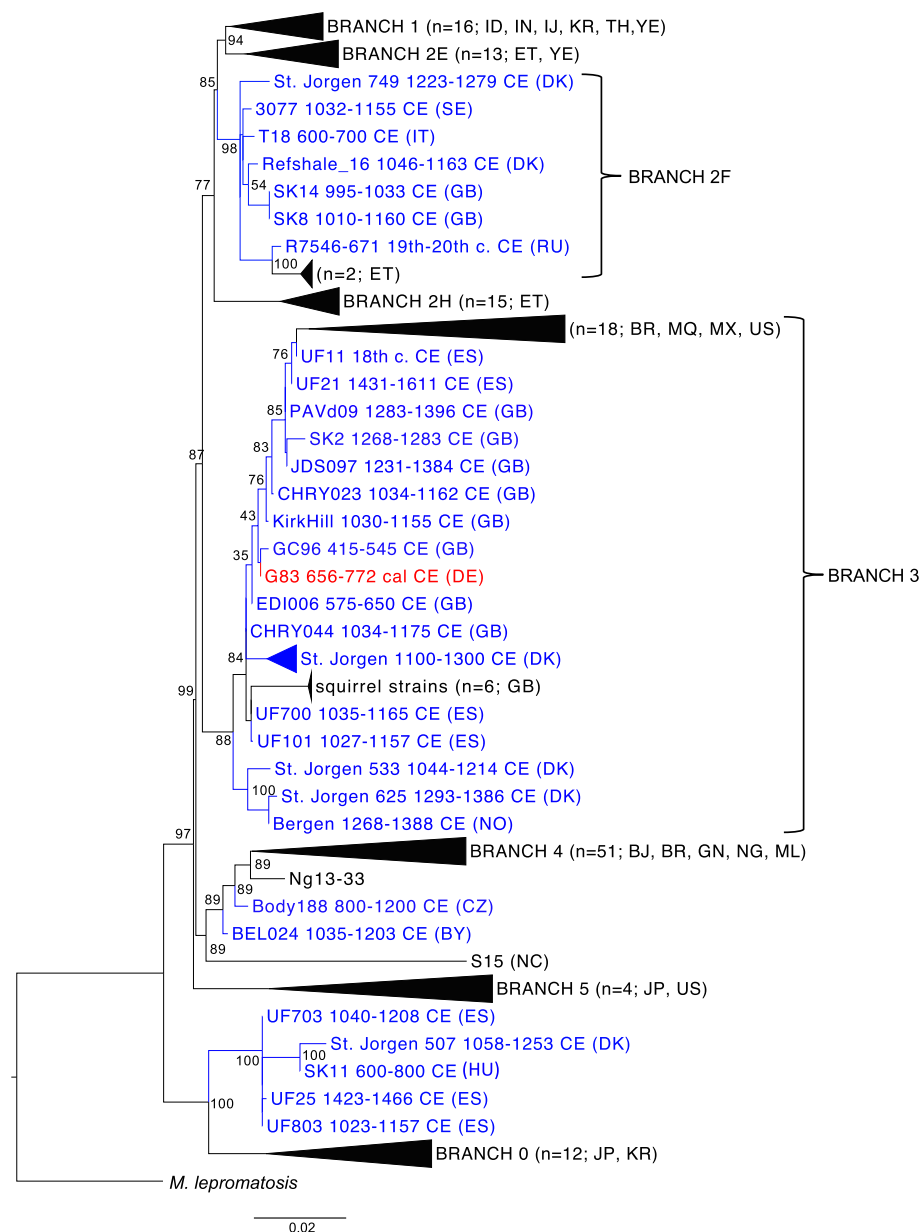 BRANCH 1 (n=16; ID, IN, IJ, KR, TH,YE)
94
BRANCH 2E (n=13; ET, YE)
85
St. Jorgen 749 1223-1279 CE (DK)
3077 1032-1155 CE (SE)
T18 600-700 CE (IT)
98
Refshale_16 1046-1163 CE (DK)
BRANCH 2F
54
SK14 995-1033 CE (GB)
77
SK8 1010-1160 CE (GB)
R7546-671 19th-20th c. CE (RU)
100
(n=2; ET)
BRANCH 2H (n=15; ET)
(n=18; BR, MQ, MX, US)
76
UF11 18th c. CE (ES)
UF21 1431-1611 CE (ES)
85
PAVd09 1283-1396 CE (GB)
SK2 1268-1283 CE (GB)
83
87
JDS097 1231-1384 CE (GB)
76
CHRY023 1034-1162 CE (GB)
43
KirkHill 1030-1155 CE (GB)
35
GC96 415-545 CE (GB)
G83 656-772 cal CE (DE)
BRANCH 3
EDI006 575-650 CE (GB)
CHRY044 1034-1175 CE (GB)
84
St. Jorgen 1100-1300 CE (DK)
99
squirrel strains (n=6; GB)
UF700 1035-1165 CE (ES)
88
UF101 1027-1157 CE (ES)
St. Jorgen 533 1044-1214 CE (DK)
100
St. Jorgen 625 1293-1386 CE (DK)
Bergen 1268-1388 CE (NO)
97
BRANCH 4 (n=51; BJ, BR, GN, NG, ML)
89
Ng13-33
89
89
Body188 800-1200 CE (CZ)
BEL024 1035-1203 CE (BY)
89
S15 (NC)
BRANCH 5 (n=4; JP, US)
UF703 1040-1208 CE (ES)
St. Jorgen 507 1058-1253 CE (DK)
100
100
SK11 600-800 CE (HU)
UF25 1423-1466 CE (ES)
100
UF803 1023-1157 CE (ES)
BRANCH 0 (n=12; JP, KR)
M. lepromatosis
0.02